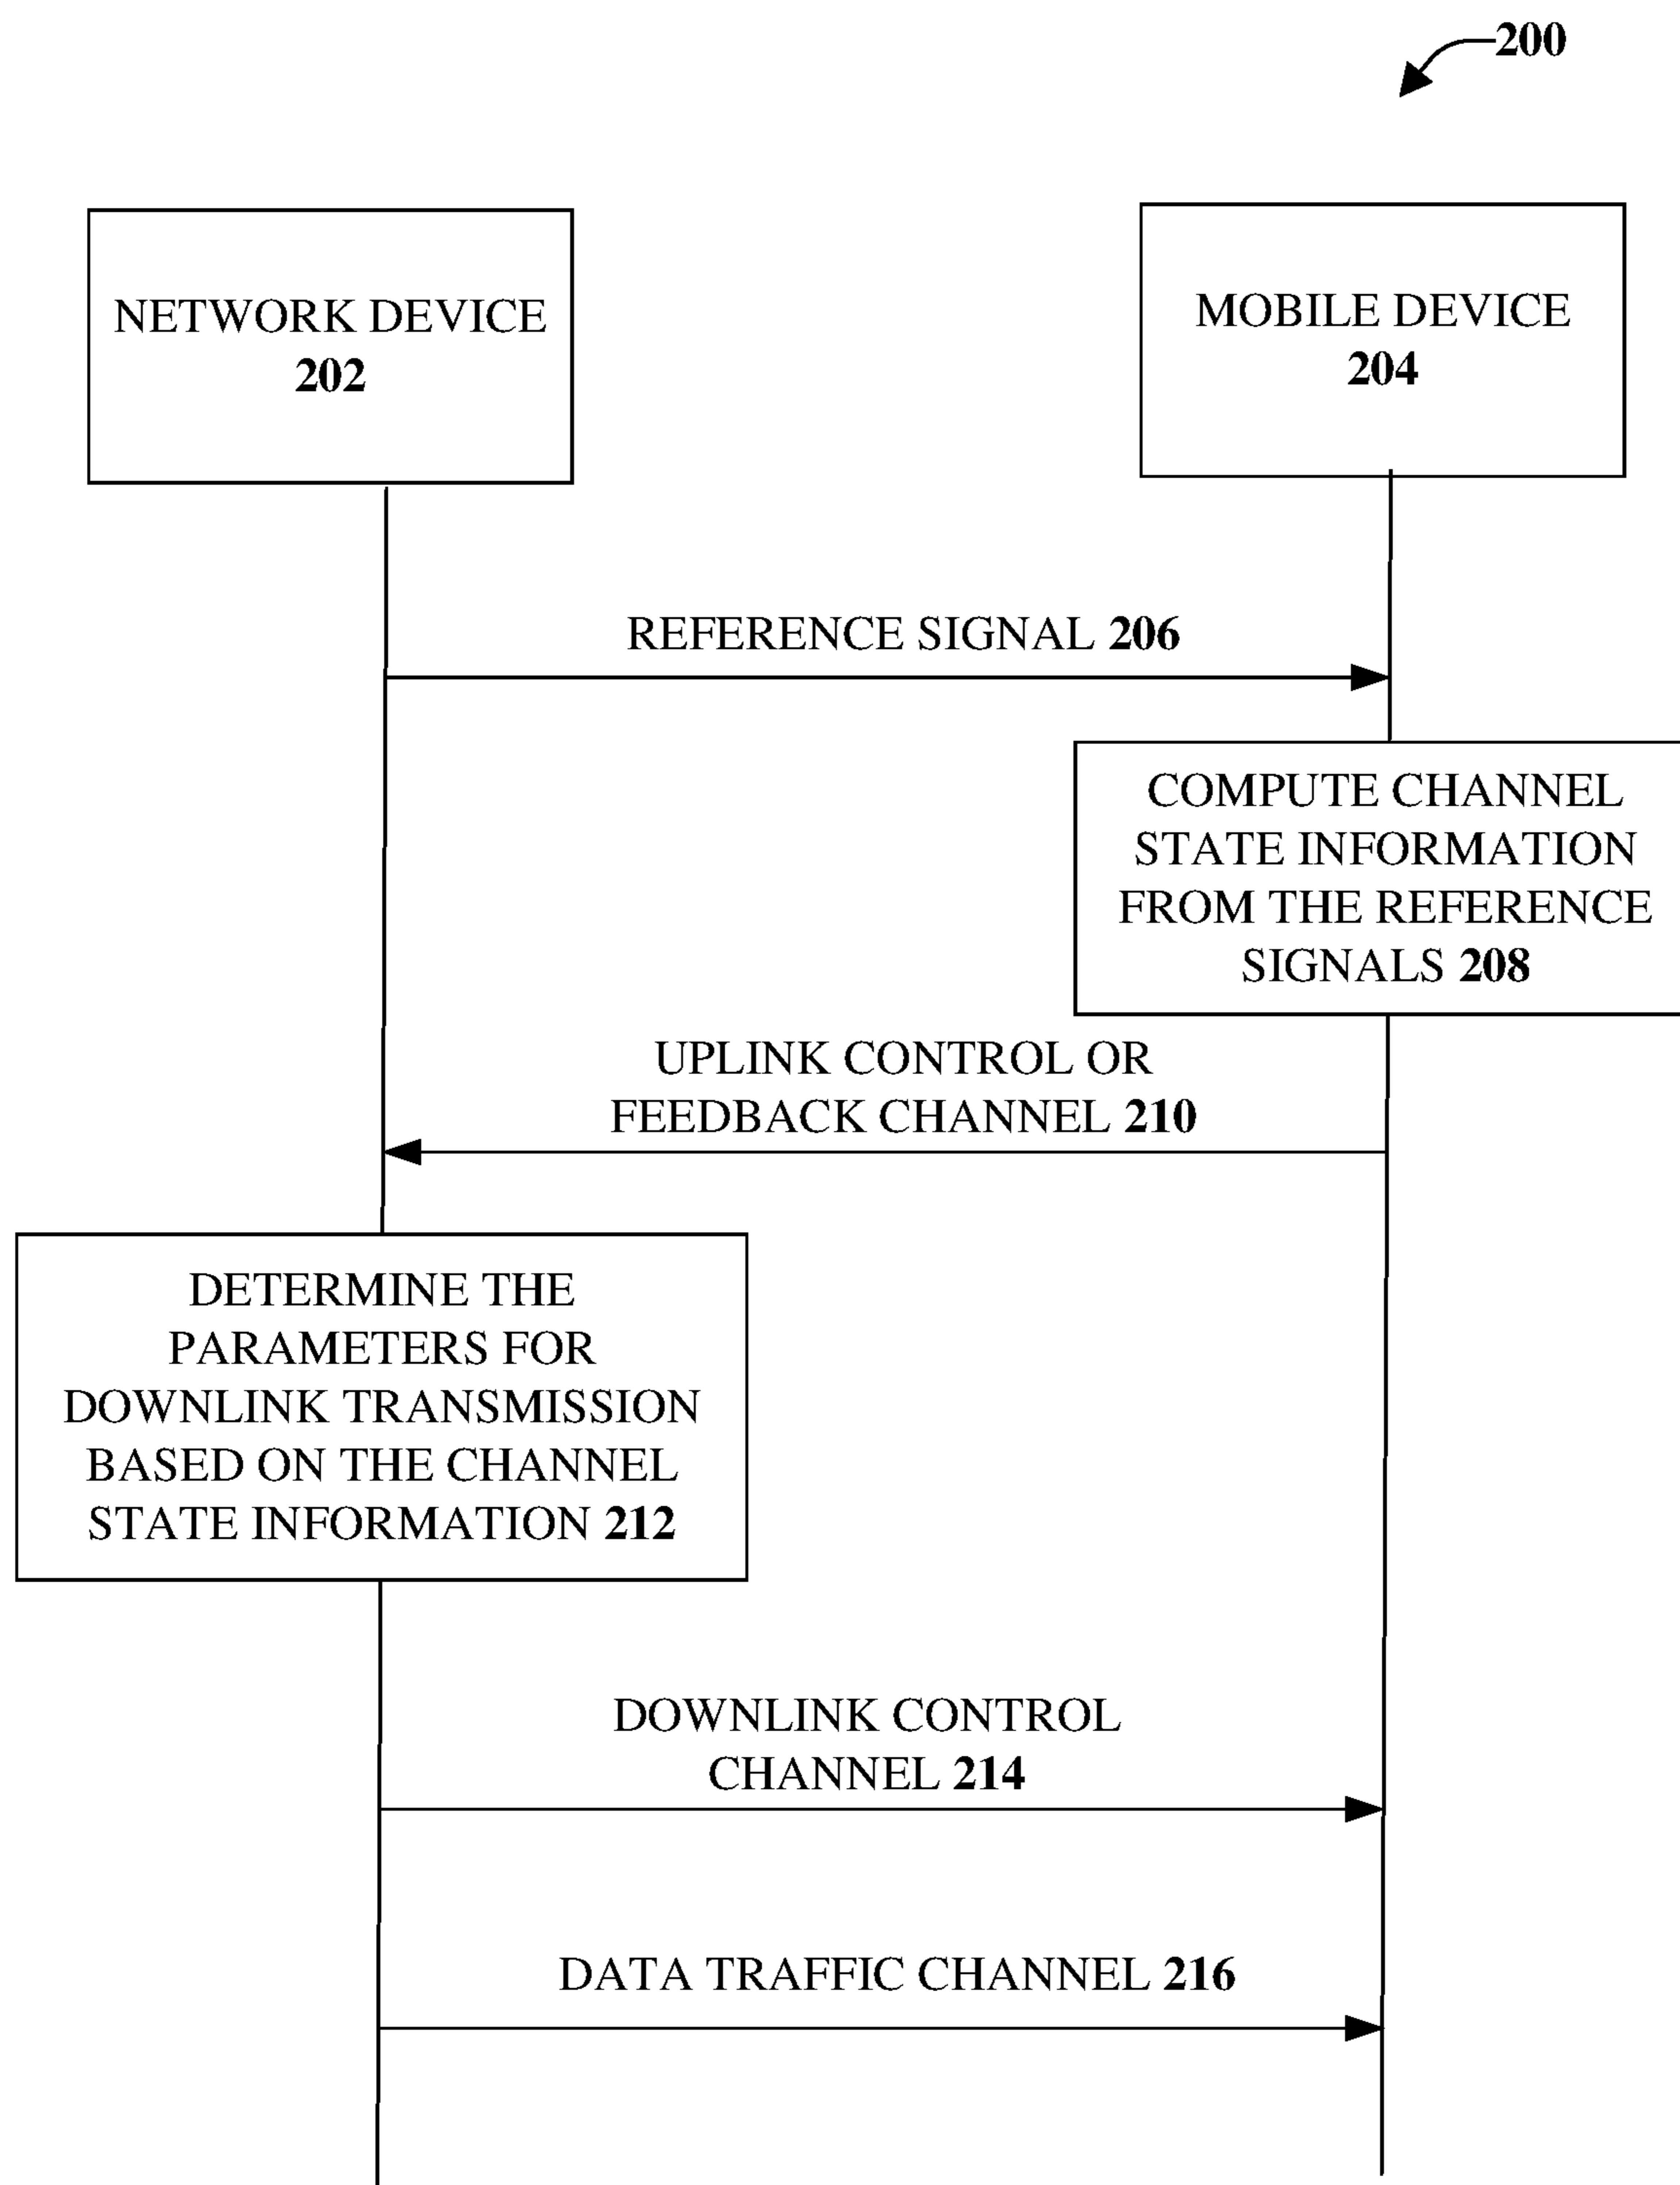 200
NETWORK DEVICE
202
MOBILE DEVICE
204
REFERENCE SIGNAL 206
COMPUTE CHANNEL
STATE INFORMATION
FROM THE REFERENCE
SIGNALS 208
UPLINK CONTROL OR
FEEDBACK CHANNEL 210
DETERMINE THE
PARAMETERS FOR
DOWNLINK TRANSMISSION
BASED ON THE CHANNEL
STATE INFORMATION 212
DOWNLINK CONTROL
CHANNEL 214
DATA TRAFFIC CHANNEL 216